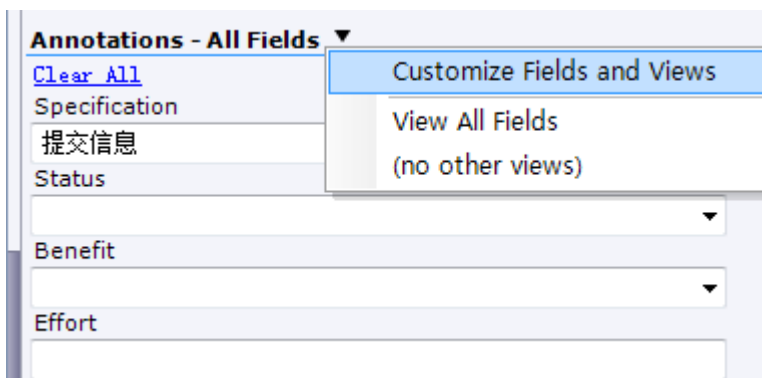 Annotations - All Fields ▼
Clear All
Customize Fields and Views
Specification
View All Fields
提交信息
(no other views)
Status
Benefit
Effort